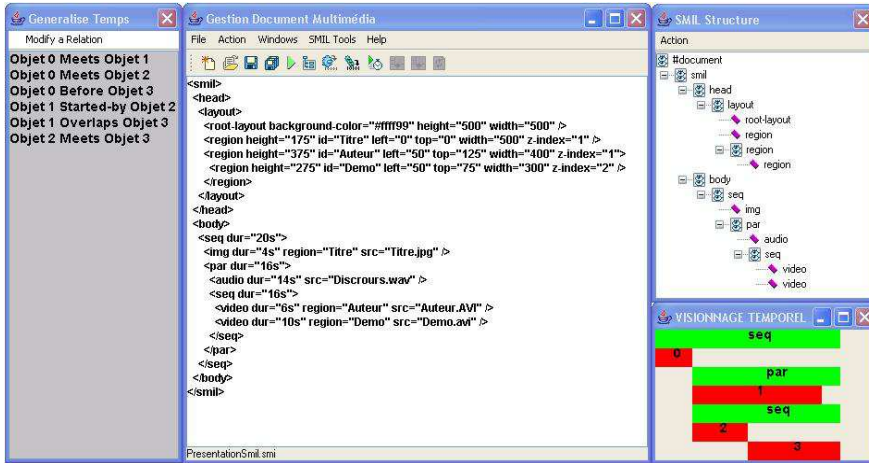 Generalise Temps
Modify a Relation
Objet 0 Meets Objet 1
Objet 0 Meets Objet 2
Objet 0 Before Objet 3
Objet 1 Started-by Objet 2
Objet 1 Overlaps Objet 3
Objet 2 Meets Objet 3
Gestion Document Multimédia
File Action Windows SMIL Tools Help
<smil>
<head>
<layout>
<root-layout background-color="#ffff99" height="500" width="500" />
<region height="175" id="Titre" left="0" top="0" width="500" z-index="1" />
<region height="375" id="Auteur" left="50" top="125" width="400" z-index="1">
<region height="275" id="Demo" left="50" top="75" width="300" z-index="2" />
</region>
</layout>
</head>
<body>
<seq dur="20s">
<img dur="4s" region="Titre" src="Titre.jpg" />
<par dur="16s">
<audio dur="14s" src="Discrours.wav" />
<seq dur="16s">
<video dur="6s" region="Auteur" src="Auteur.AVI" />
<video dur="10s" region="Demo" src="Demo.avi" />
</seq>
</par>
</seq>
</body>
</smil>
PresentationSmil.smi
SMIL Structure
Action
#document
smil
head
layout
root-layout
region
region
region
body
seq
img
par
audio
seq
video
video
VISIONNAGE TEMPOREL
seq
0
par
1
seq
2
3